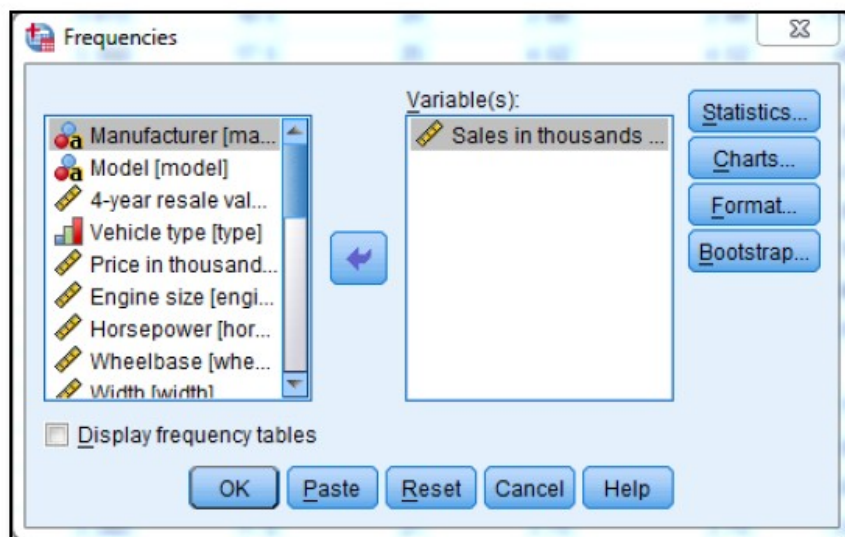 Frequencies
Variable(s):
Manufacturer [ma...
Model [model]
4-year resale val...
Vehicle type [type]
Price in thousand...
Engine size [engi...
Horsepower [hor...
Wheelbase [whe...
Width [width]
Sales in thousands ...
Statistics...
Charts...
Format...
Bootstrap...
Display frequency tables
OK Paste Reset Cancel Help